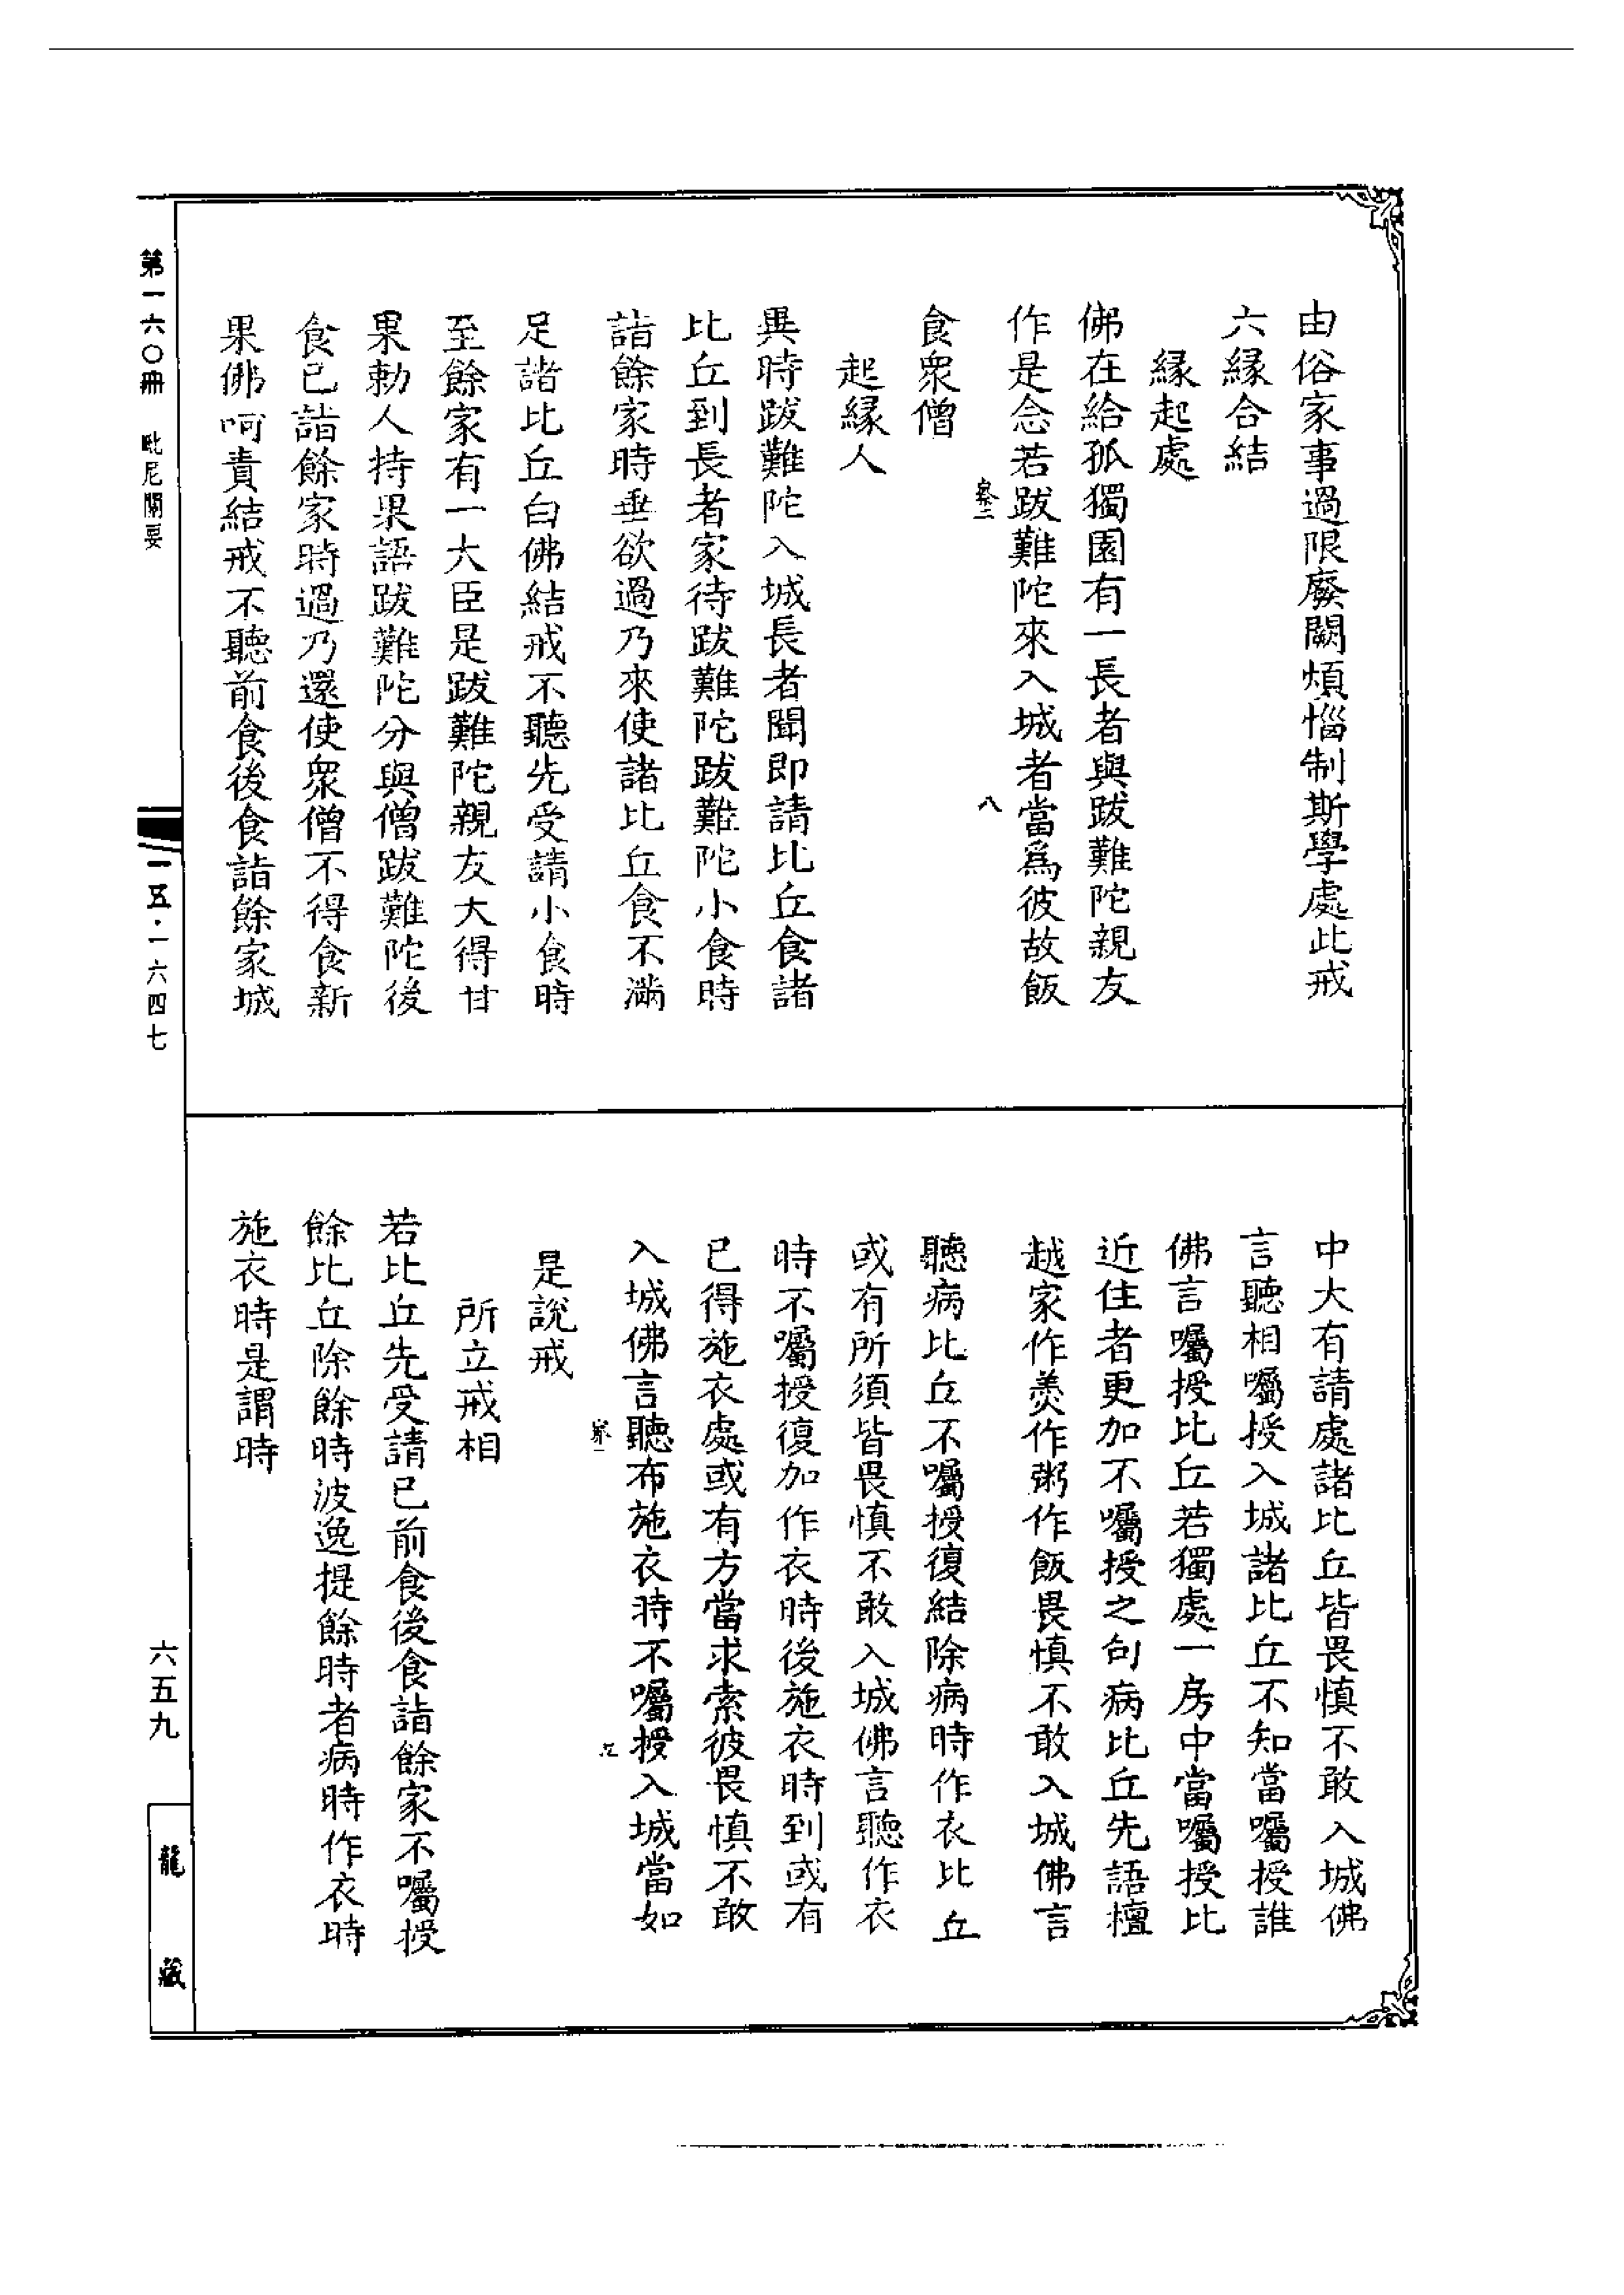 由俗家事過限廢闕煩惱制斯學處此戒
六緣合結
緣起處
佛在給孤獨園有一長者與跋難陀親友
作是念若跋難陀來入城者當爲彼故飯
八
食衆僧
起緣人
異時跋難陀入城長者聞即請比丘食諸
比丘到長者家待跋難陀跋難陀小食時
詣餘家時垂欲過乃來使諸比丘食不滿
足諸比丘白佛結戒不聽先受請小食時
至餘家有一大臣是跋難陀親友大得甘
果勅人持果語跋難陀分與僧跋難陀後
食已詣餘家時過乃還使衆僧不得食新
果佛呵責結戒不聽前食後食詣餘家城
中大有請處諸比丘皆畏慎不敢入城佛
言聽相囑授入城諸比丘不知當囑授誰
佛言囑授比丘若獨處一房中當囑授比
近住者更加不囑授之句病比丘先語檀
越家作羹作粥作飯畏慎不敢入城佛言
聽病比丘不囑授復結除病時作衣比丘
或有所須皆畏慎不敢入城佛言聽作衣
時不囑授復加作衣時後施衣時到或有
已得施衣處或有方當求索彼畏慎不敢
入城佛言聽布施衣時不囑授入城當如
九
是說戒
所立戒相
若比丘先受請已前食後食詣餘家不囑授
餘比丘除餘時波逸提餘時者病時作衣時
施衣時是謂時
第一六〇冊 毗尼關要
一五·一六四七
六五九
龍藏